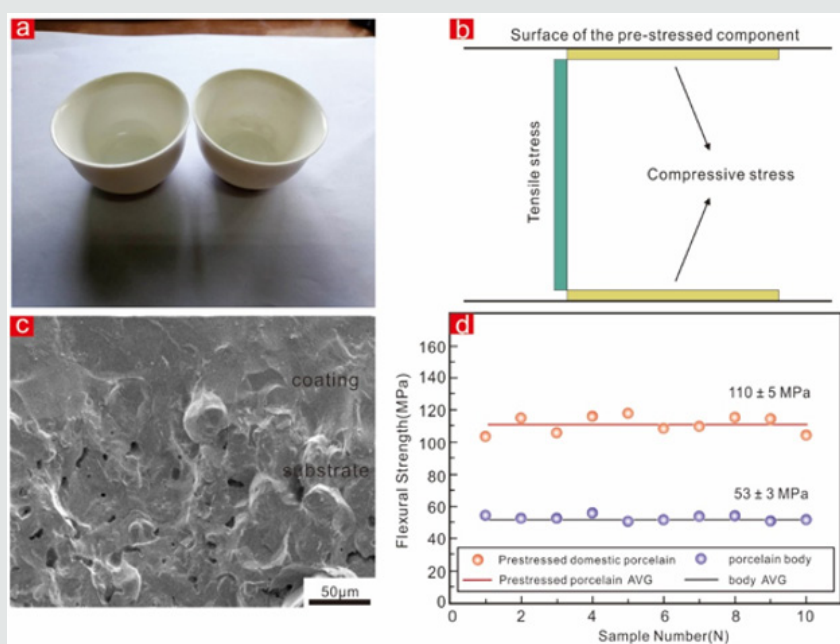 a
b
Surface of the pre-stressed component
Tensile stress
Compressive stress
c
coating
substrate
50μm
d
160
140
120
100
80
60
40
20
0
Flexural Strength(MPa)
110 ± 5 MPa
53 ± 3 MPa
Prestressed domestic porcelain
porcelain body
Prestressed porcelain AVG
body AVG
0 2 4 6 8 10
Sample Number(N)